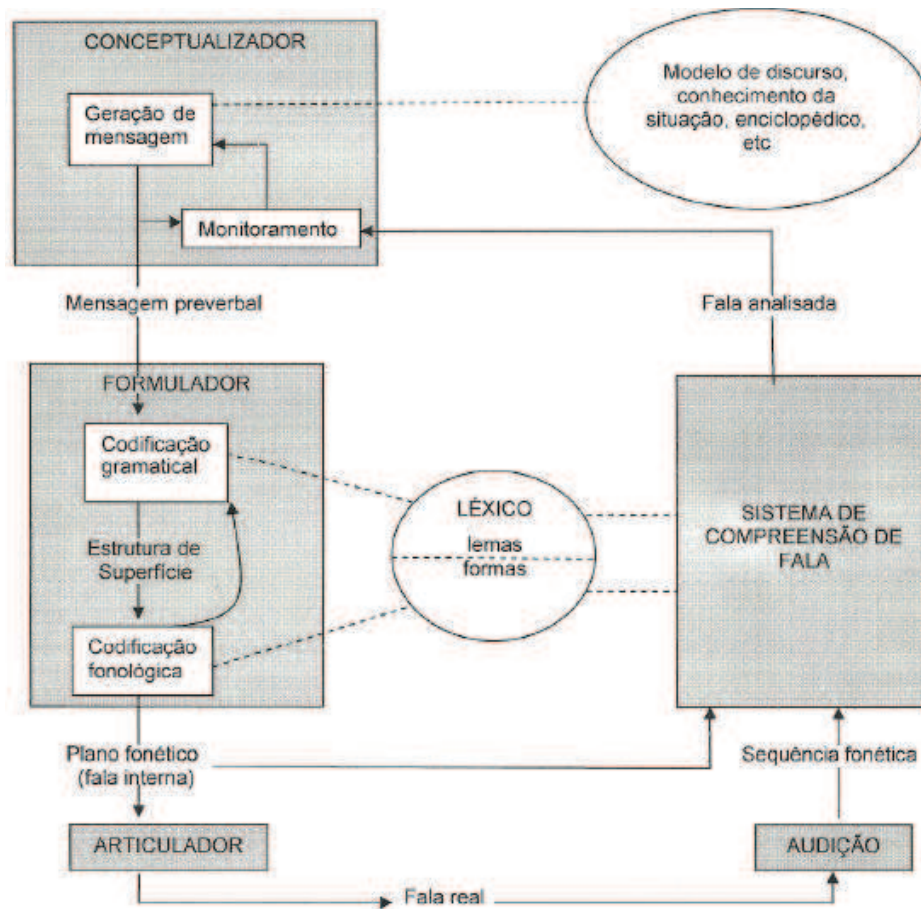 CONCEPTUALIZADOR
Geração de
mensagem
Monitoramento
Modelo de discurso,
conhecimento da
situação, enciclopédico,
etc
Mensagem preverbal
Fala analisada
FORMULADOR
Codificação
gramatical
Estrutura de
Superfície
Codificação
fonológica
LÉXICO
lemas
formas
SISTEMA DE
COMPREENSÃO DE
FALA
Plano fonético
(fala interna)
Sequência fonética
ARTICULADOR
AUDIÇÃO
Fala real